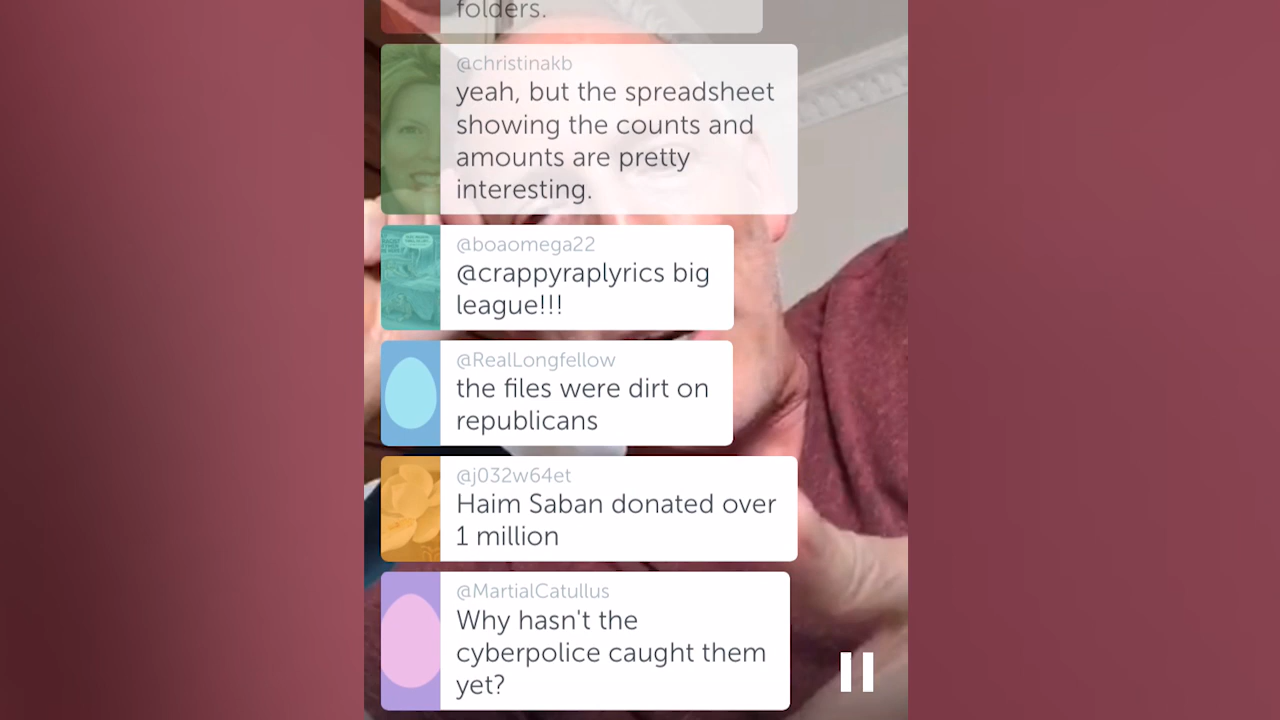 folders.
@christinakb
yeah, but the spreadsheet
showing the counts and
amounts are pretty
interesting.
@boaomega22
@crappyraplyrics big
league!!!
@RealLongfellow
the files were dirt on
republicans
@j032w64et
Haim Saban donated over
1 million
@MartialCatullus
Why hasn't the
cyberpolice caught them
yet?